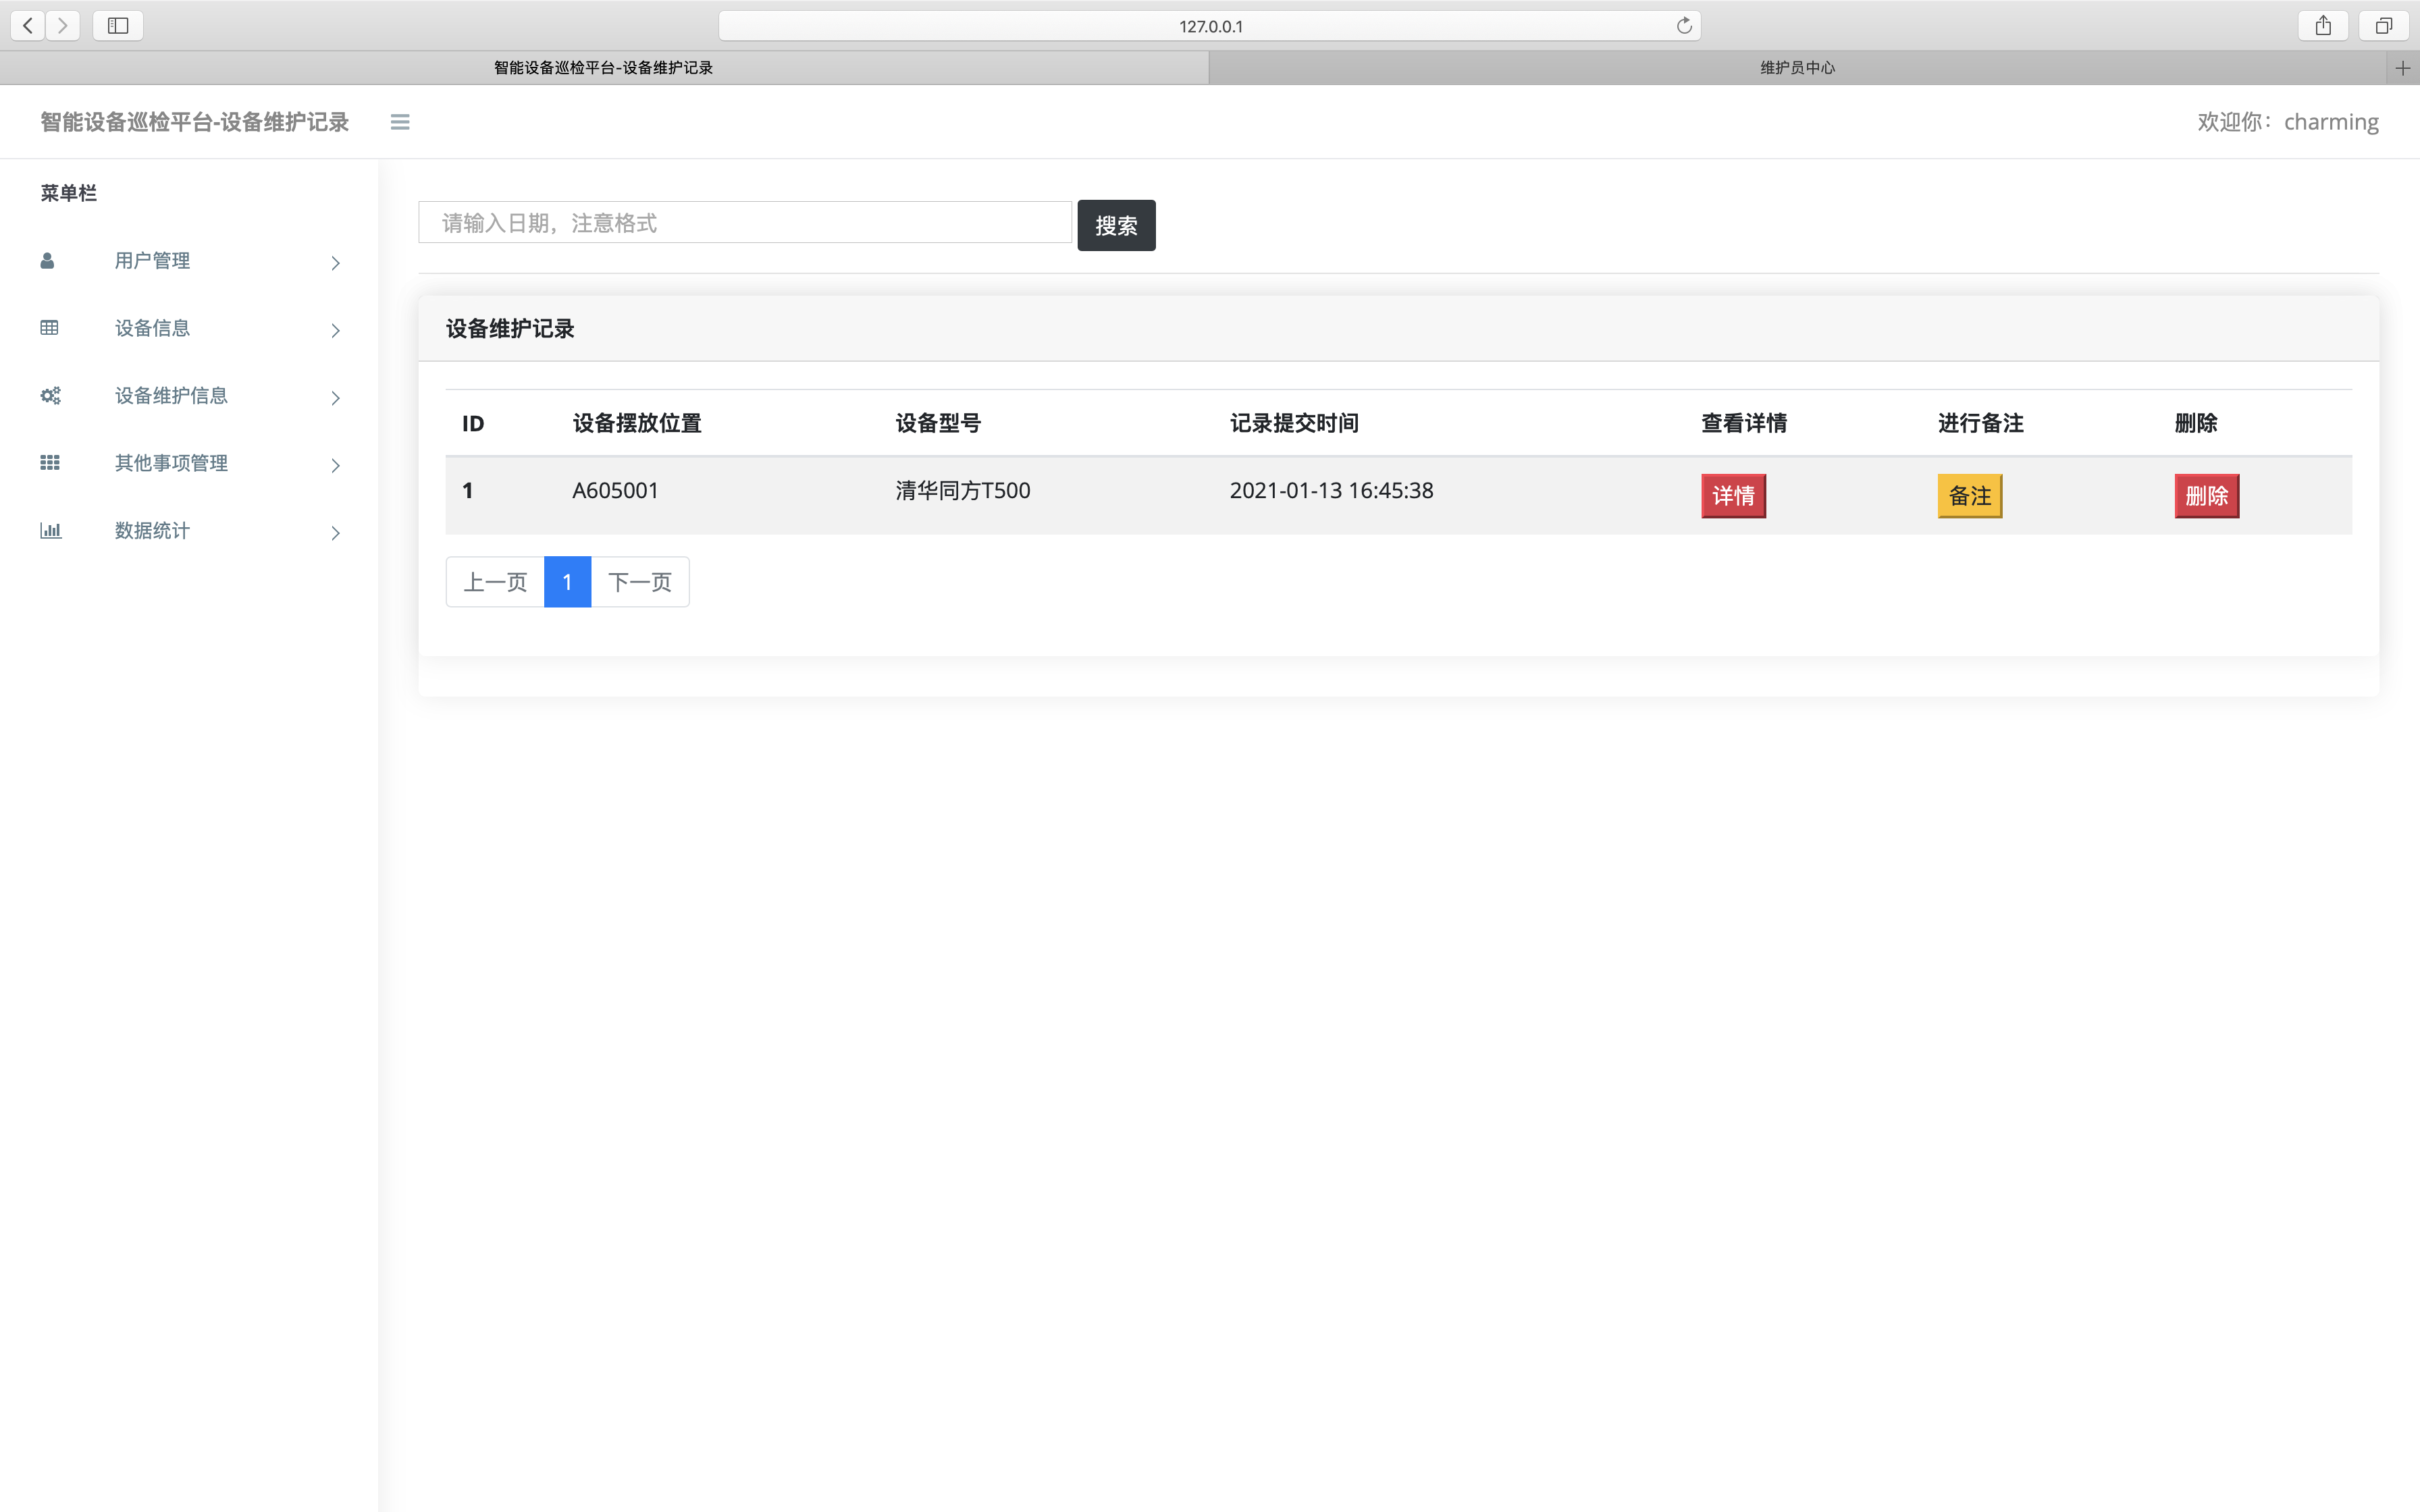 127.0.0.1
智能设备巡检平台-设备维护记录
维护员中心
智能设备巡检平台-设备维护记录
欢迎你：charming
菜单栏
用户管理
设备信息
设备维护信息
其他事项管理
数据统计
请输入日期，注意格式
搜索
设备维护记录
ID 设备摆放位置 设备型号 记录提交时间 查看详情 进行备注 删除
1 A605001 清华同方T500 2021-01-13 16:45:38 详情 备注 删除
上一页 1 下一页